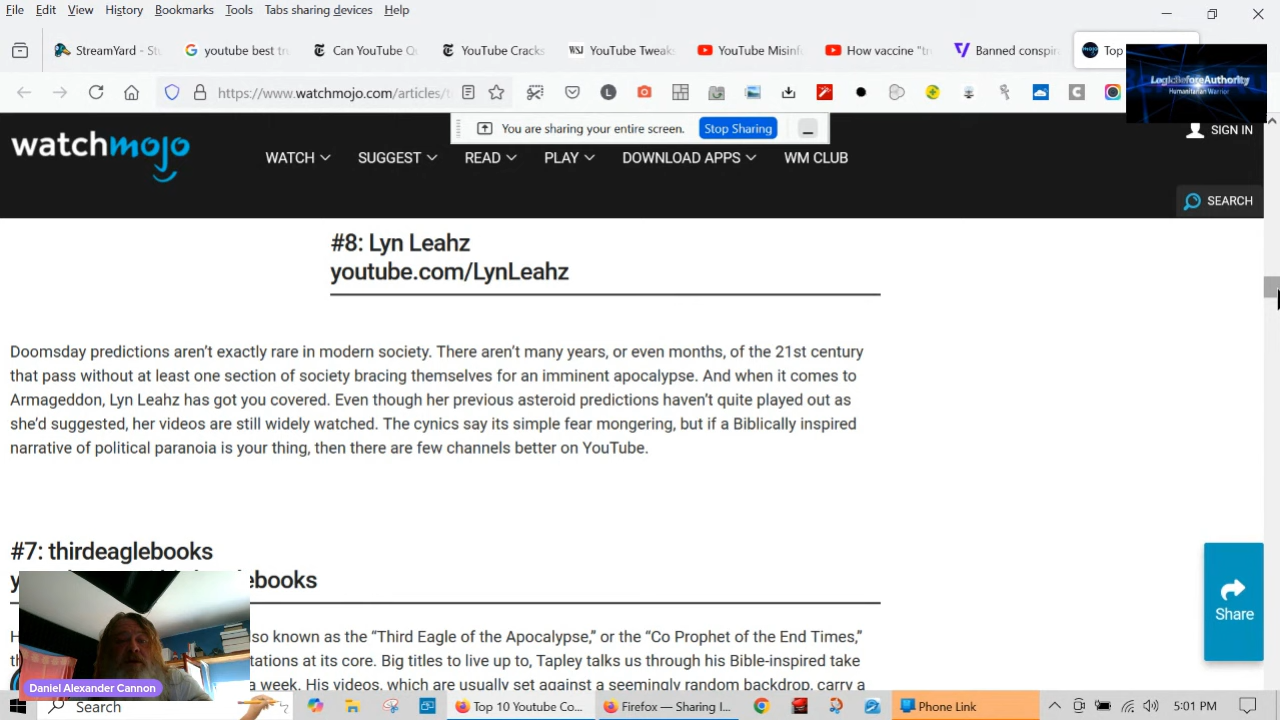 File Edit View History Bookmarks Tools Tabs sharing devices Help
StreamYard - St
youtube best tr
Can YouTube Q
YouTube Cracks
WSJ YouTube Tweaks
YouTube Misinf
How vaccine "tr
Banned conspir
mojo Top
https://www.watchmojo.com/articles/t
LogicBeforeAuthority
Humanitarian Warrior
You are sharing your entire screen. Stop Sharing
watchmojo
WATCH SUGGEST READ PLAY DOWNLOAD APPS WM CLUB
SIGN IN
SEARCH
#8: Lyn Leahz
youtube.com/LynLeahz
Doomsday predictions aren't exactly rare in modern society. There aren't many years, or even months, of the 21st century
that pass without at least one section of society bracing themselves for an imminent apocalypse. And when it comes to
Armageddon, Lyn Leahz has got you covered. Even though her previous asteroid predictions haven't quite played out as
she'd suggested, her videos are still widely watched. The cynics say its simple fear mongering, but if a Biblically inspired
narrative of political paranoia is your thing, then there are few channels better on YouTube.
#7: thirdeaglebooks
ebooks
so known as the “Third Eagle of the Apocalypse,” or the “Co Prophet of the End Times,”
tations at its core. Big titles to live up to, Tapley talks us through his Bible-inspired take
a week. His videos, which are usually set against a seemingly random backdrop, carry a
Share
Daniel Alexander Cannon
Search
Top 10 Youtube Co...
Firefox — Sharing I...
Phone Link
5:01 PM